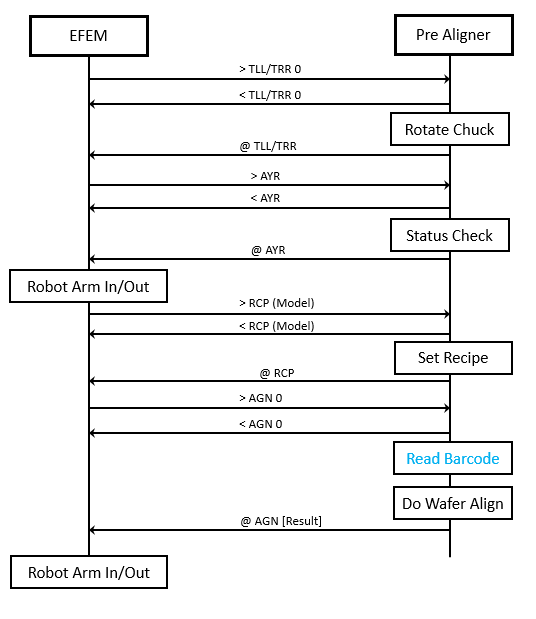 EFEM
Pre Aligner
> TLL/TRR 0
< TLL/TRR 0
Rotate Chuck
@ TLL/TRR
> AYR
< AYR
Status Check
@ AYR
Robot Arm In/Out
> RCP (Model)
< RCP (Model)
Set Recipe
@ RCP
> AGN 0
< AGN 0
Read Barcode
Do Wafer Align
@ AGN [Result]
Robot Arm In/Out